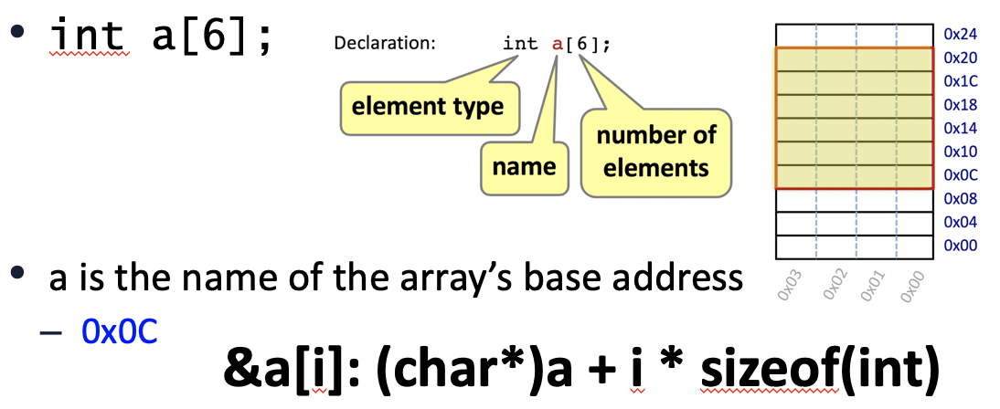 • int a[6];
Declaration: int a[6];
element type
name
number of
elements
0x24
0x20
0x1C
0x18
0x14
0x10
0x0C
0x08
0x04
0x00
0x03 0x02 0x01 0x00
• a is the name of the array’s base address
– 0x0C
&a[i]: (char*)a + i * sizeof(int)